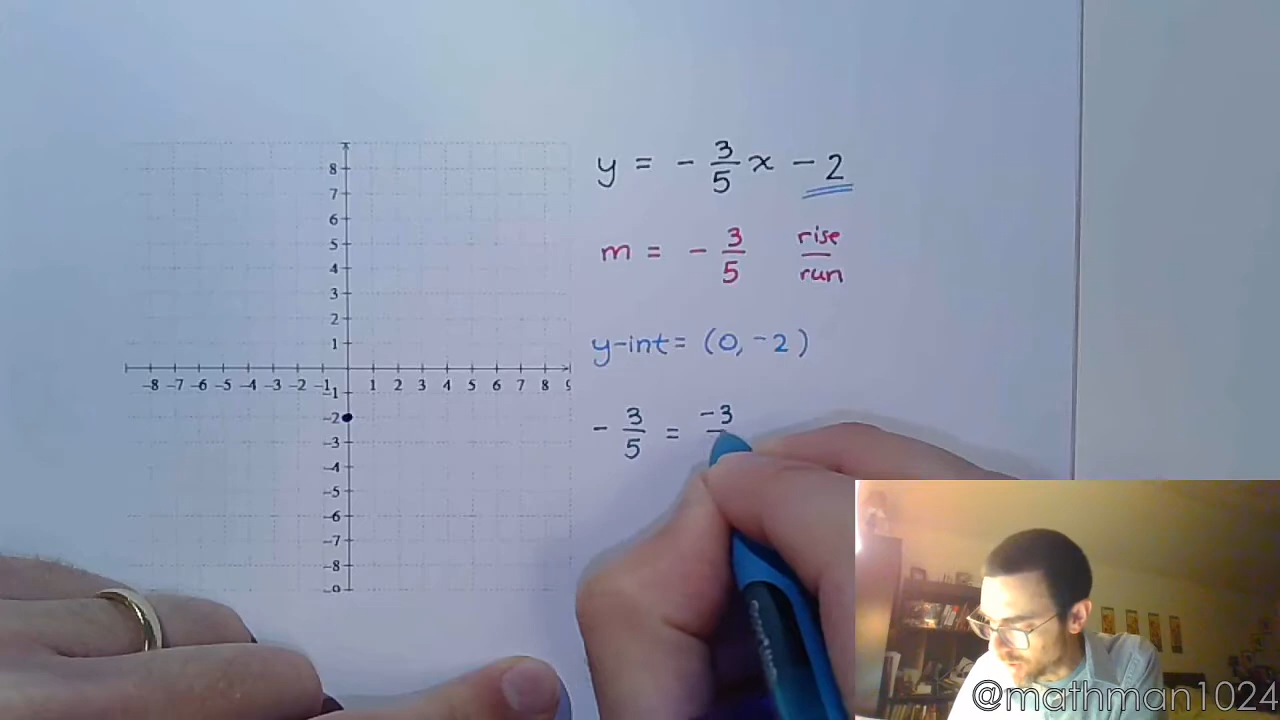 y = - 3/5 x - 2
m = - 3/5 rise/run
y-int = (0, -2)
- 3/5 = -3
8
7
6
5
4
3
2
1
-8 -7 -6 -5 -4 -3 -2 -1 1 2 3 4 5 6 7 8 9
-1
-2
-3
-4
-5
-6
-7
-8
-9
@mathman1024